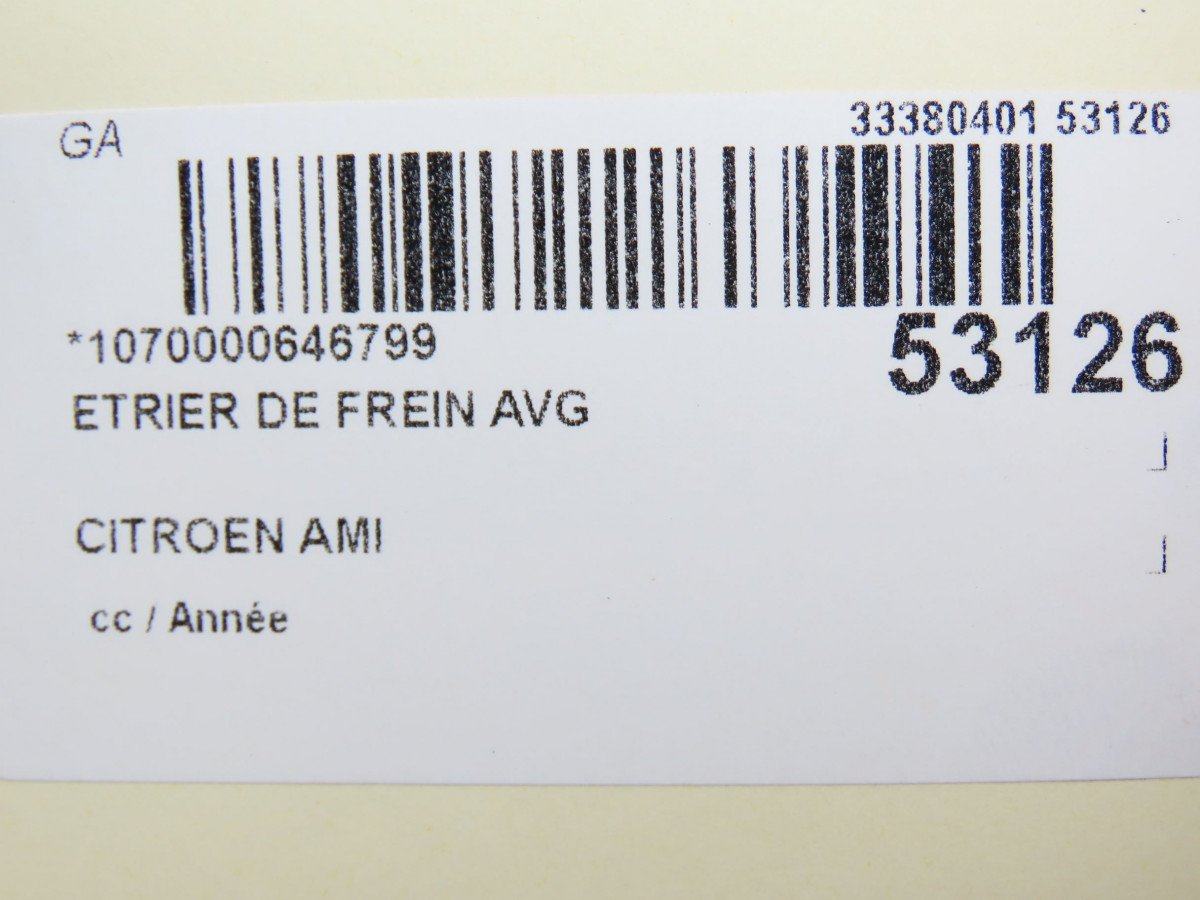 GA
33380401 53126
*1070000646799
53126
ETRIER DE FREIN AVG
CITROEN AMI
cc / Année